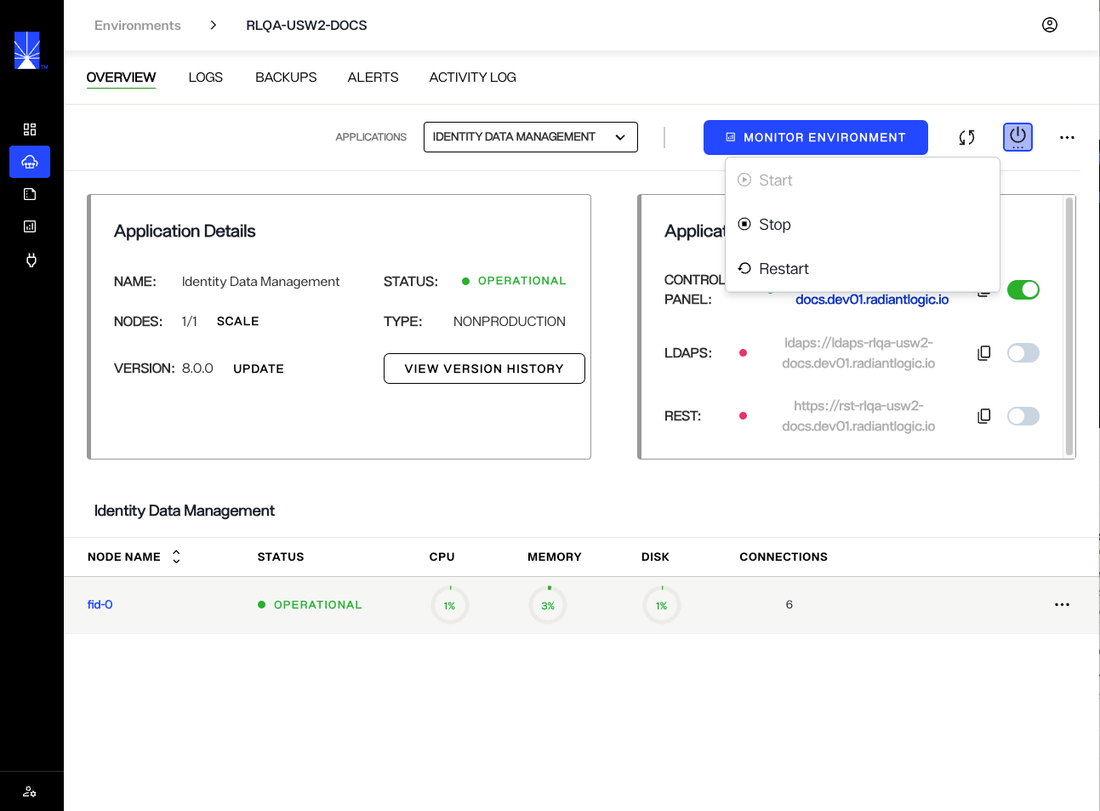 Environments > RLQA-USW2-DOCS
OVERVIEW LOGS BACKUPS ALERTS ACTIVITY LOG
APPLICATIONS IDENTITY DATA MANAGEMENT MONITOR ENVIRONMENT
Start
Stop
Restart
Application Details
NAME: Identity Data Management STATUS: OPERATIONAL
NODES: 1/1 SCALE TYPE: NONPRODUCTION
VERSION: 8.0.0 UPDATE VIEW VERSION HISTORY
CONTROL
PANEL: docs.dev01.radiantlogic.io
LDAPS: ldaps://ldaps-rlqa-usw2-
docs.dev01.radiantlogic.io
REST: https://rst-rlqa-usw2-
docs.dev01.radiantlogic.io
Identity Data Management
NODE NAME STATUS CPU MEMORY DISK CONNECTIONS
fid-0 OPERATIONAL 1% 3% 1% 6